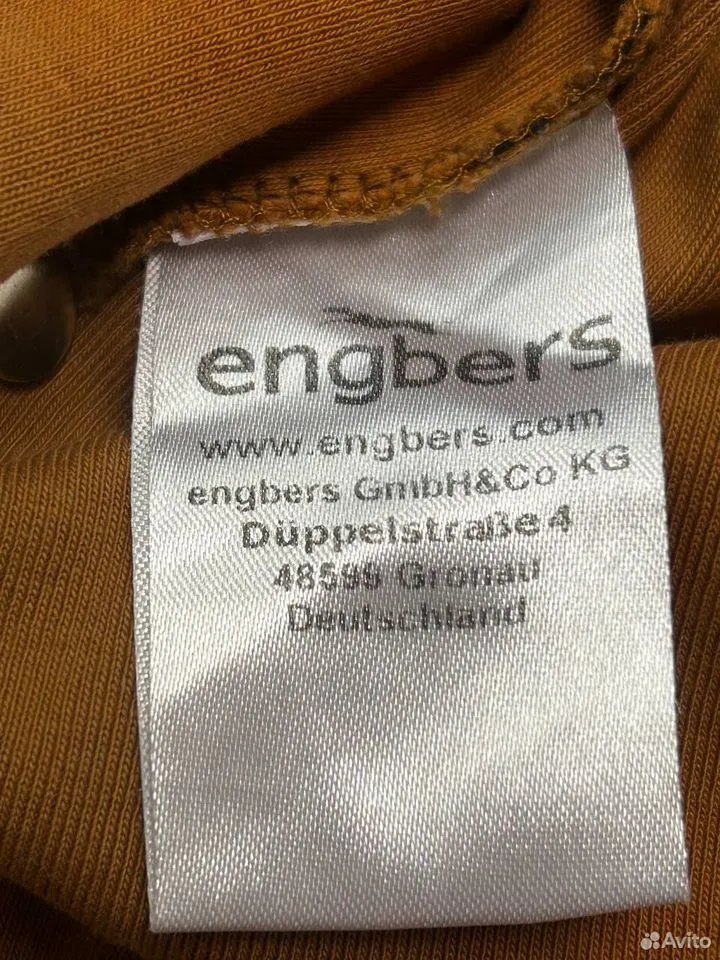 engbers
www.engbers.com
engbers GmbH&Co KG
Düppelstraße 4
48599 Gronau
Deutschland
Avito